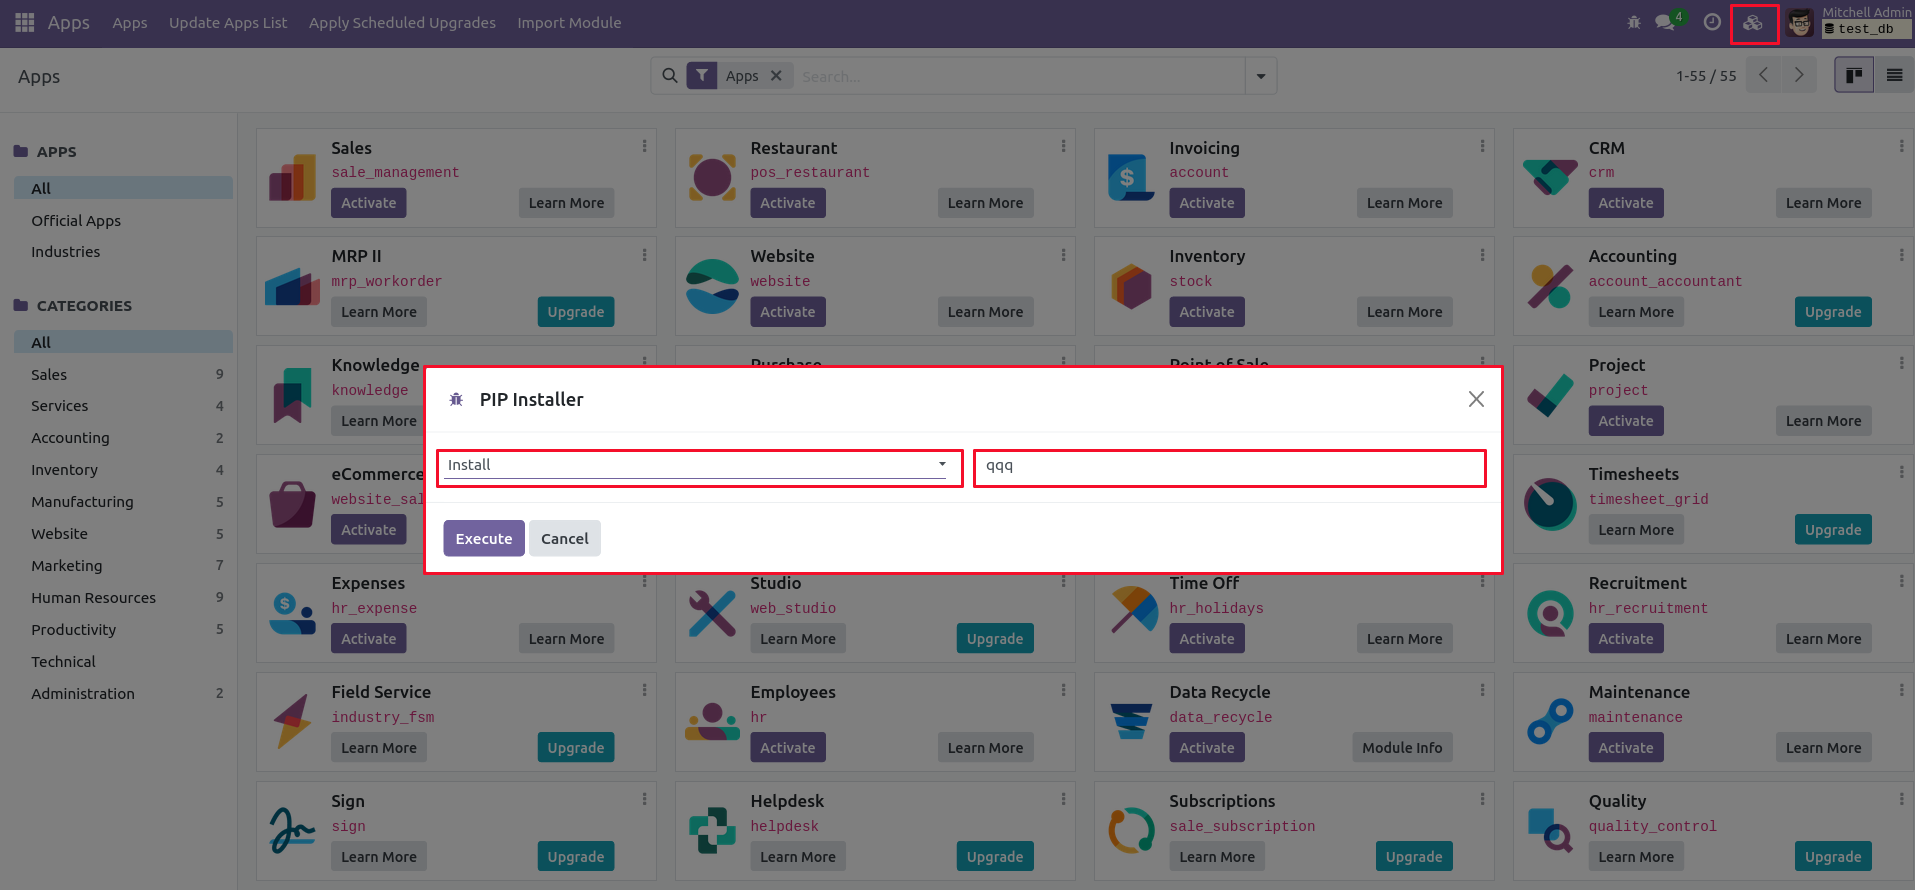 Apps Apps Update Apps List Apply Scheduled Upgrades Import Module 4 Mitchell Admin
test_db
Apps Apps Search... 1-55 / 55
APPS
All
Official Apps
Industries
CATEGORIES
All
Sales 9
Services 4
Accounting 2
Inventory 4
Manufacturing 5
Website 5
Marketing 7
Human Resources 9
Productivity 5
Technical
Administration 2
Sales
sale_management
Activate Learn More
Restaurant
pos_restaurant
Activate Learn More
Invoicing
account
Activate Learn More
CRM
crm
Activate Learn More
MRP II
mrp_workorder
Learn More Upgrade
Website
website
Activate Learn More
Inventory
stock
Activate Learn More
Accounting
account_accountant
Learn More Upgrade
Knowledge
knowledge
Learn More
Purchase
Point of Sale
Project
project
Activate Learn More
PIP Installer
Install qqq
Execute Cancel
eCommerce
website_sal
Activate
Timesheets
timesheet_grid
Learn More Upgrade
Expenses
hr_expense
Activate Learn More
Studio
web_studio
Learn More Upgrade
Time Off
hr_holidays
Activate Learn More
Recruitment
hr_recruitment
Activate Learn More
Field Service
industry_fsm
Learn More Upgrade
Employees
hr
Activate Learn More
Data Recycle
data_recycle
Activate Module Info
Maintenance
maintenance
Activate Learn More
Sign
sign
Learn More Upgrade
Helpdesk
helpdesk
Learn More Upgrade
Subscriptions
sale_subscription
Learn More Upgrade
Quality
quality_control
Learn More Upgrade